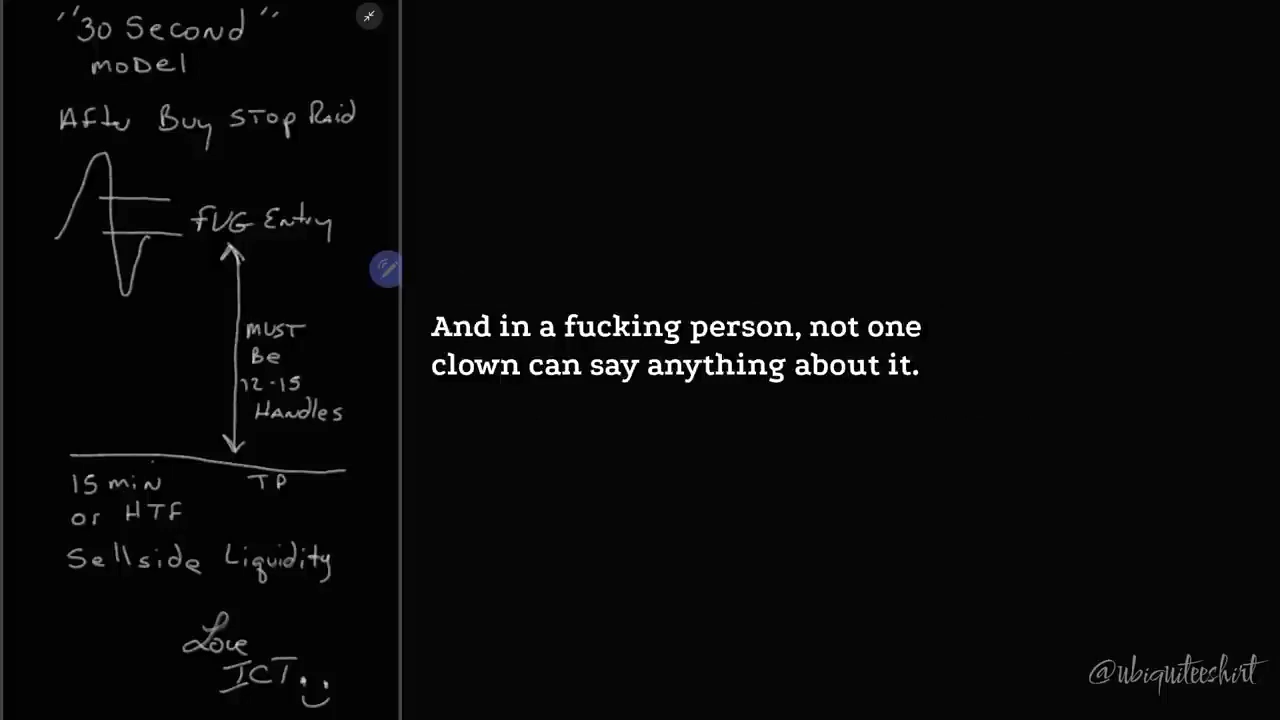 "30 Second"
model
After Buy Stop Raid
FVG Entry
MUST
Be
12-15
HANdles
15 min
TP
or HTF
Sellside Liquidity
Love
ICT
And in a fucking person, not one
clown can say anything about it.
@ubiquiteeshirt